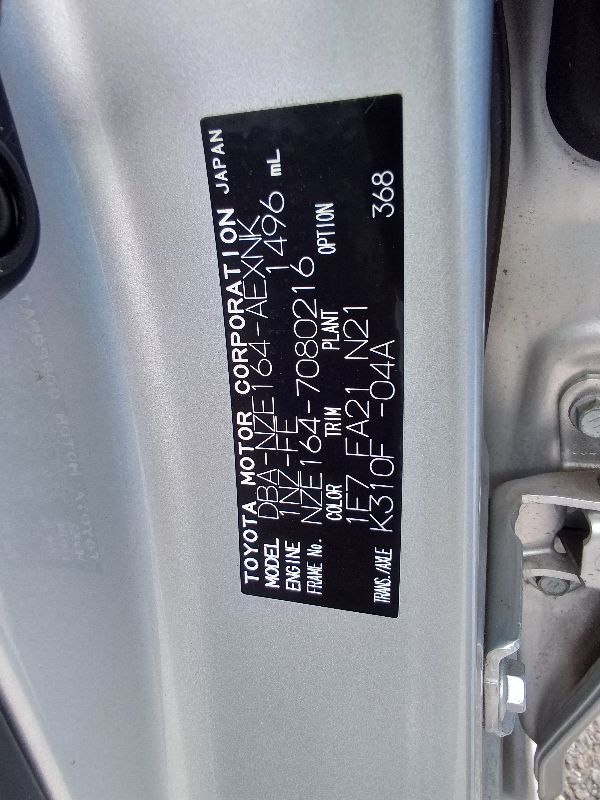 TOYOTA MOTOR CORPORATION JAPAN
MODEL DBA-NZE164-AEXNK
ENGINE 1NZ-FE 1496 mL
FRAME No. NZE164-7080216
COLOR TRIM PLANT OPTION
1F7 FA21 N21
TRANS./AXLE K310F -04A 368